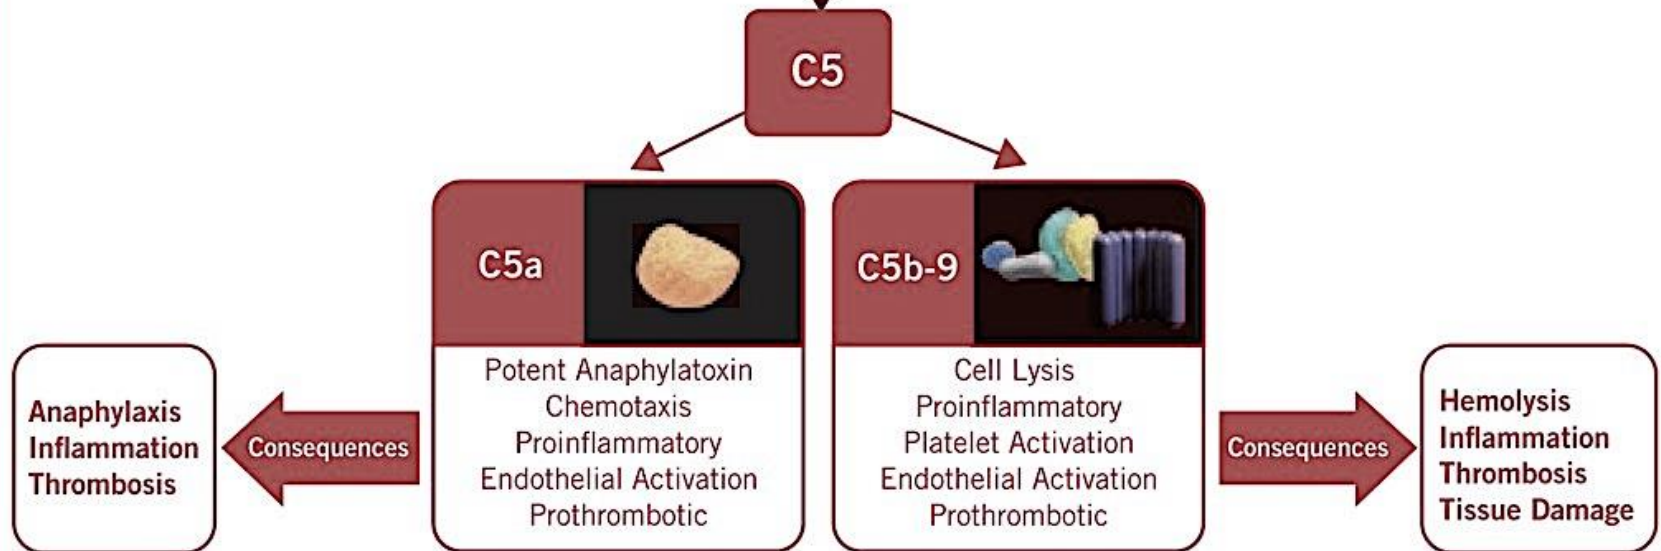 C5
C5a
Potent Anaphylatoxin
Chemotaxis
Proinflammatory
Endothelial Activation
Prothrombotic
C5b-9
Cell Lysis
Proinflammatory
Platelet Activation
Endothelial Activation
Prothrombotic
Consequences
Anaphylaxis
Inflammation
Thrombosis
Consequences
Hemolysis
Inflammation
Thrombosis
Tissue Damage